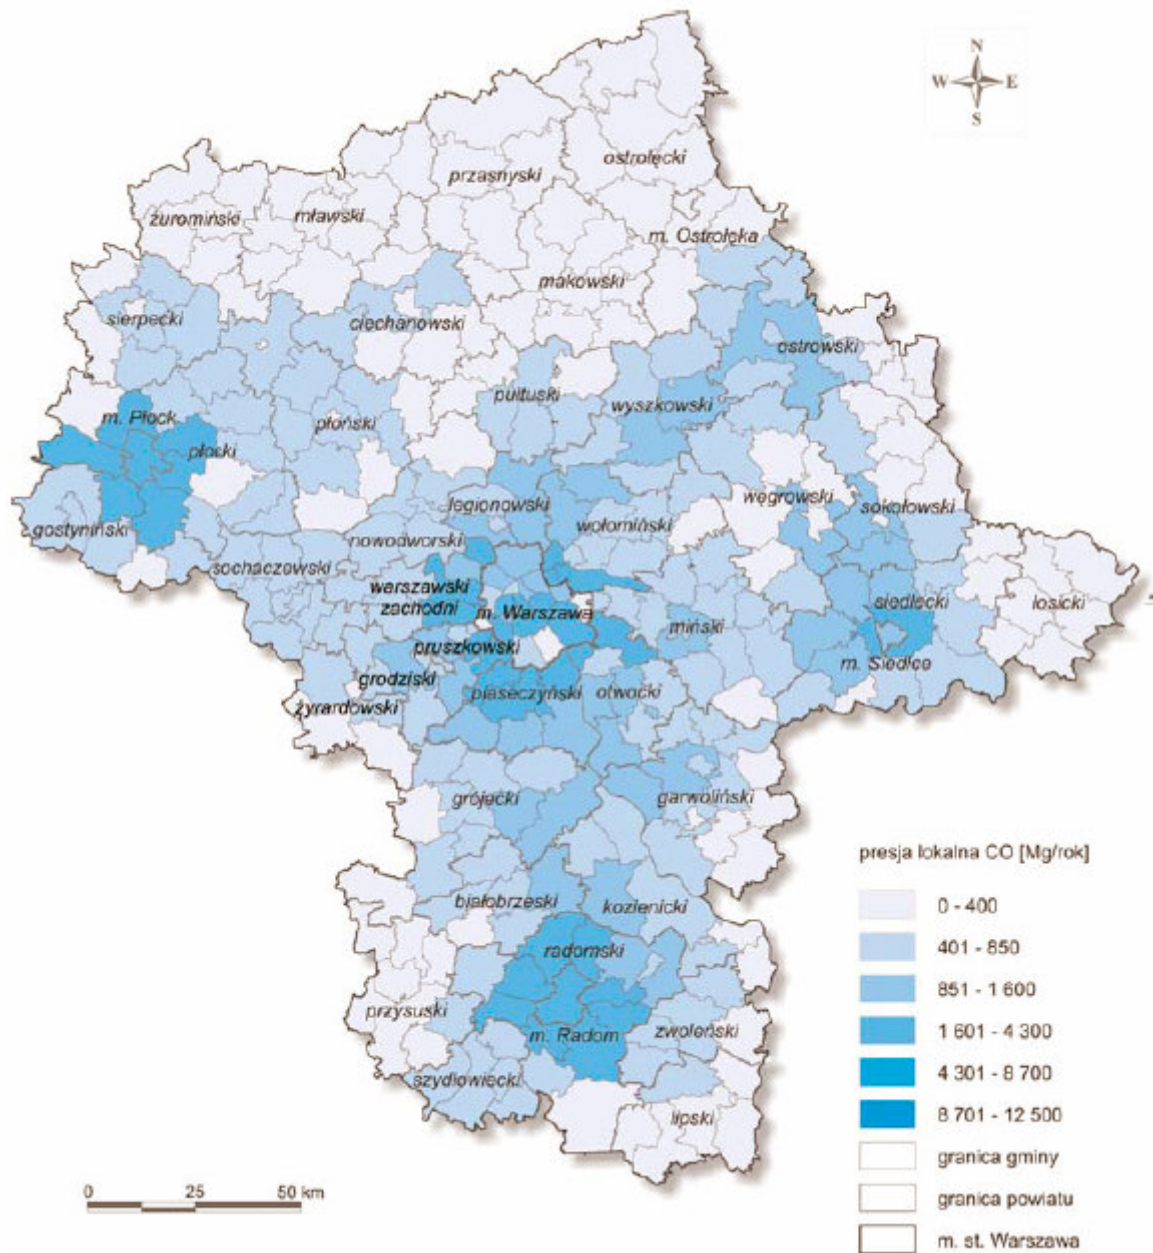 N
W E
S
ostrołęcki
przasnyski
żuromiński
mławski
m. Ostrołęka
makowski
sierpecki
ciechanowski
ostrowski
pułtuski
wyszkowski
m. Płock
płoński
płocki
węgrowski
sokołowski
legionowski
gostyniński
wołomiński
nowodworski
sochaczewski
warszawski
zachodni
siedlecki
łosicki
m. Warszawa
miński
pruszkowski
m. Siedlce
grodziski
piaseczyński
otwocki
żyrardowski
grójecki
garwoliński
białobrzeski
kozienicki
radomski
przysuski
m. Radom
zwoleński
szydłowiecki
lipski
presja lokalna CO [Mg/rok]
0 - 400
401 - 850
851 - 1 600
1 601 - 4 300
4 301 - 8 700
8 701 - 12 500
granica gminy
granica powiatu
m. st. Warszawa
0 25 50 km